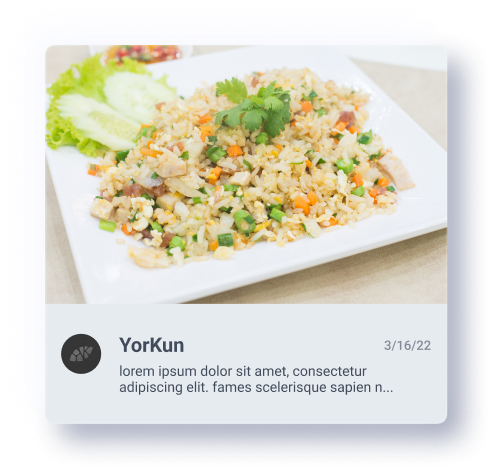 YorKun
3/16/22
lorem ipsum dolor sit amet, consectetur
adipiscing elit. fames scelerisque sapien n...